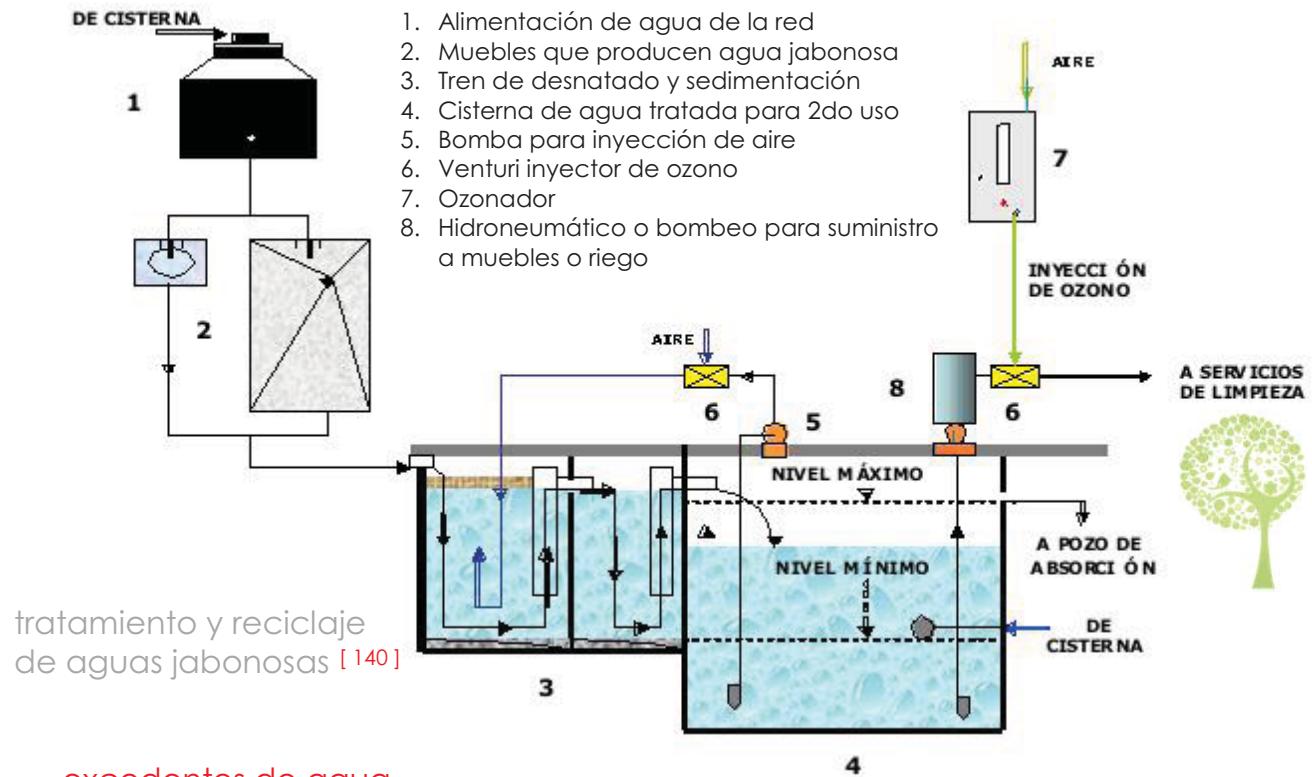 DE CISTERNA
1. Alimentación de agua de la red
2. Muebles que producen agua jabonosa
3. Tren de desnatado y sedimentación
4. Cisterna de agua tratada para 2do uso
5. Bomba para inyección de aire
6. Venturi inyector de ozono
7. Ozonador
8. Hidroneumático o bombeo para suministro
a muebles o riego
1
2
AIRE
7
INYECCI ÓN
DE OZONO
AIRE
6
5
8
6
A SERVICIOS
DE LIMPIEZA
NIVEL MÁXIMO
A POZO DE
ABSORCI Ó N
NIVEL MÍNIMO
DE
CISTERNA
tratamiento y reciclaje
de aguas jabonosas [ 140 ]
3
4
excedentes de agua